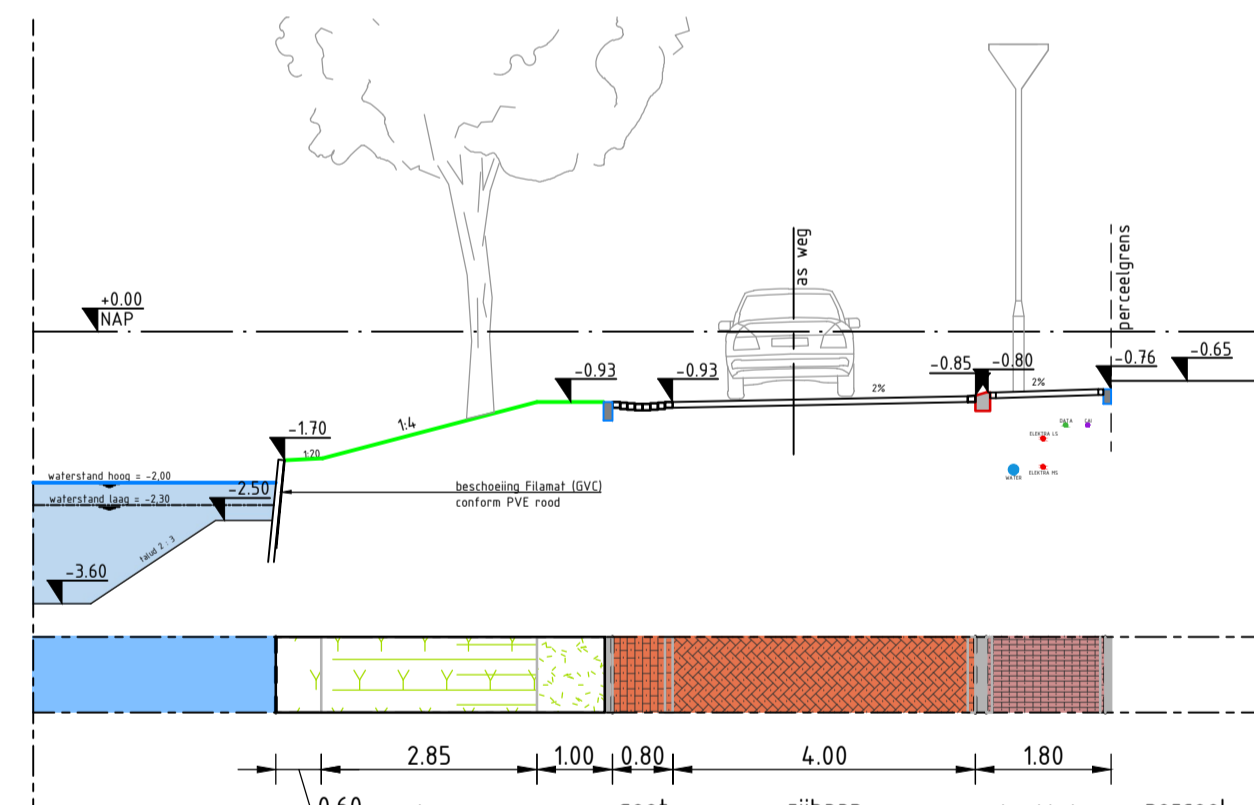 as weg
perceelgrens
+0.00
NAP
-0.93
-0.93
-0.85
-0.80
-0.76
-0.65
2%
2%
1:4
-1.70
1:20
DATA
CAI
ELEKTRA LS
waterstand hoog = -2,00
WATER
ELEKTRA MS
waterstand laag = -2,30
-2.50
beschoeiing Filamat (GVC)
conform PVE rood
talud 2 : 3
-3.60
2.85
1.00
0.80
4.00
1.80
0.60